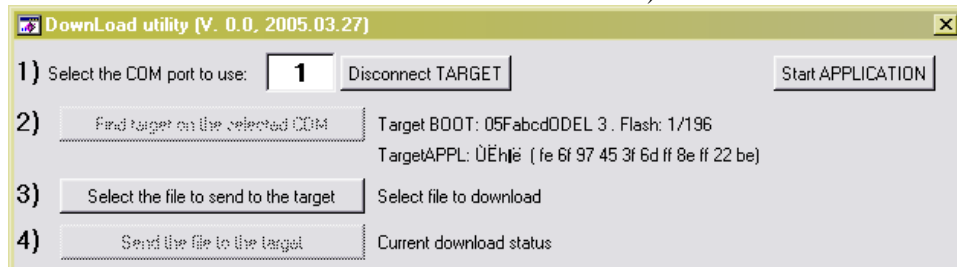 DownLoad utility (V. 0.0, 2005.03.27)
1) Select the COM port to use: 1 Disconnect TARGET Start APPLICATION
2) Find target on the selected COM Target BOOT: 05FabcdODEL 3 . Flash: 1/196
TargetAPPL: ÙËhlë ( fe 6f 97 45 3f 6d ff 8e ff 22 be)
3) Select the file to send to the target Select file to download
4) Send the file to the target Current download status